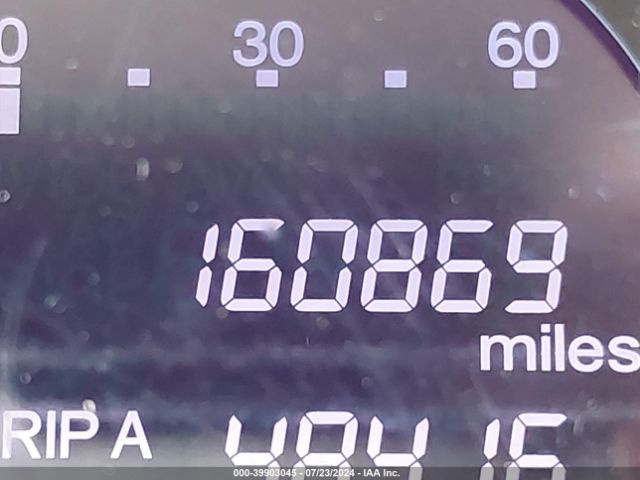 0 30 60
160869
miles
RIP A
000-39903045 - 07/23/2024 - IAA Inc.